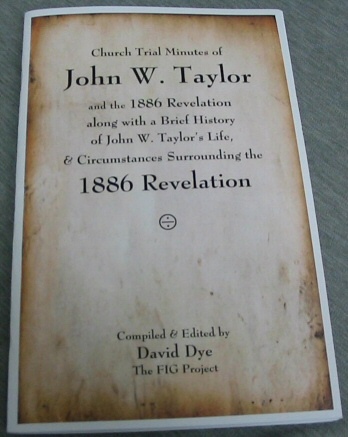 Church Trial Minutes of
John W. Taylor
and the 1886 Revelation
along with a Brief History
of John W. Taylor's Life,
& Circumstances Surrounding the
1886 Revelation
Compiled & Edited by
David Dye
The FIG Project